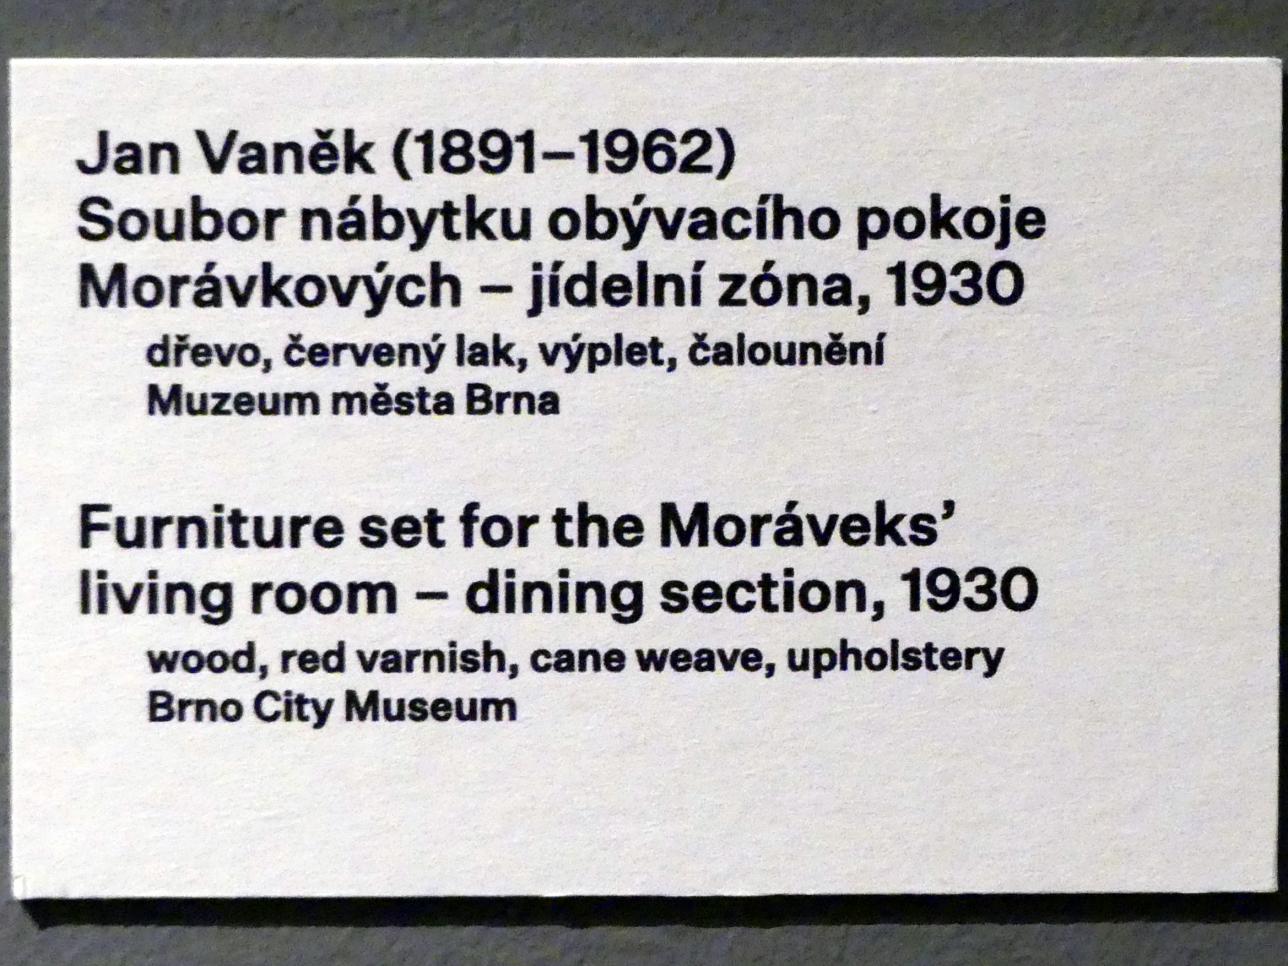 Jan Vaněk (1891–1962)
Soubor nábytku obývacího pokoje
Morávkových – jídelní zóna, 1930
dřevo, červený lak, výplet, čalounění
Muzeum města Brna
Furniture set for the Moráveks’
living room – dining section, 1930
wood, red varnish, cane weave, upholstery
Brno City Museum